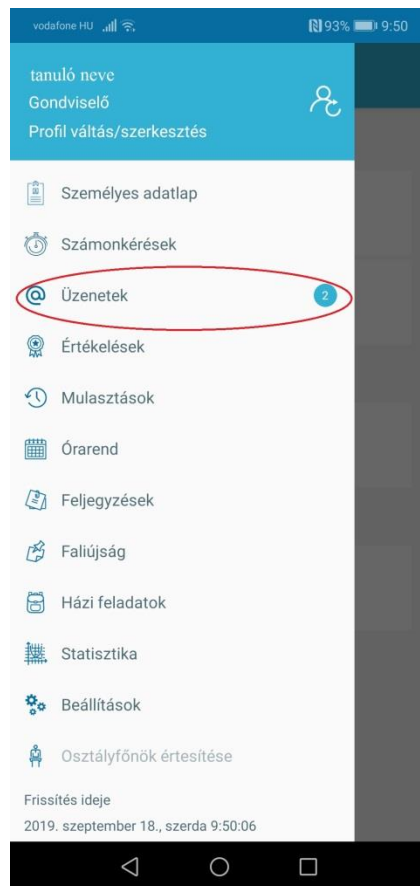 vodafone HU 93% 9:50
tanuló neve
Gondviselő
Profil váltás/szerkesztés
Személyes adatlap
Számonkérések
Üzenetek 2
Értékelések
Mulasztások
Órarend
Feljegyzések
Faliújság
Házi feladatok
Statisztika
Beállítások
Osztályfőnök értesítése
Frissítés ideje
2019. szeptember 18., szerda 9:50:06